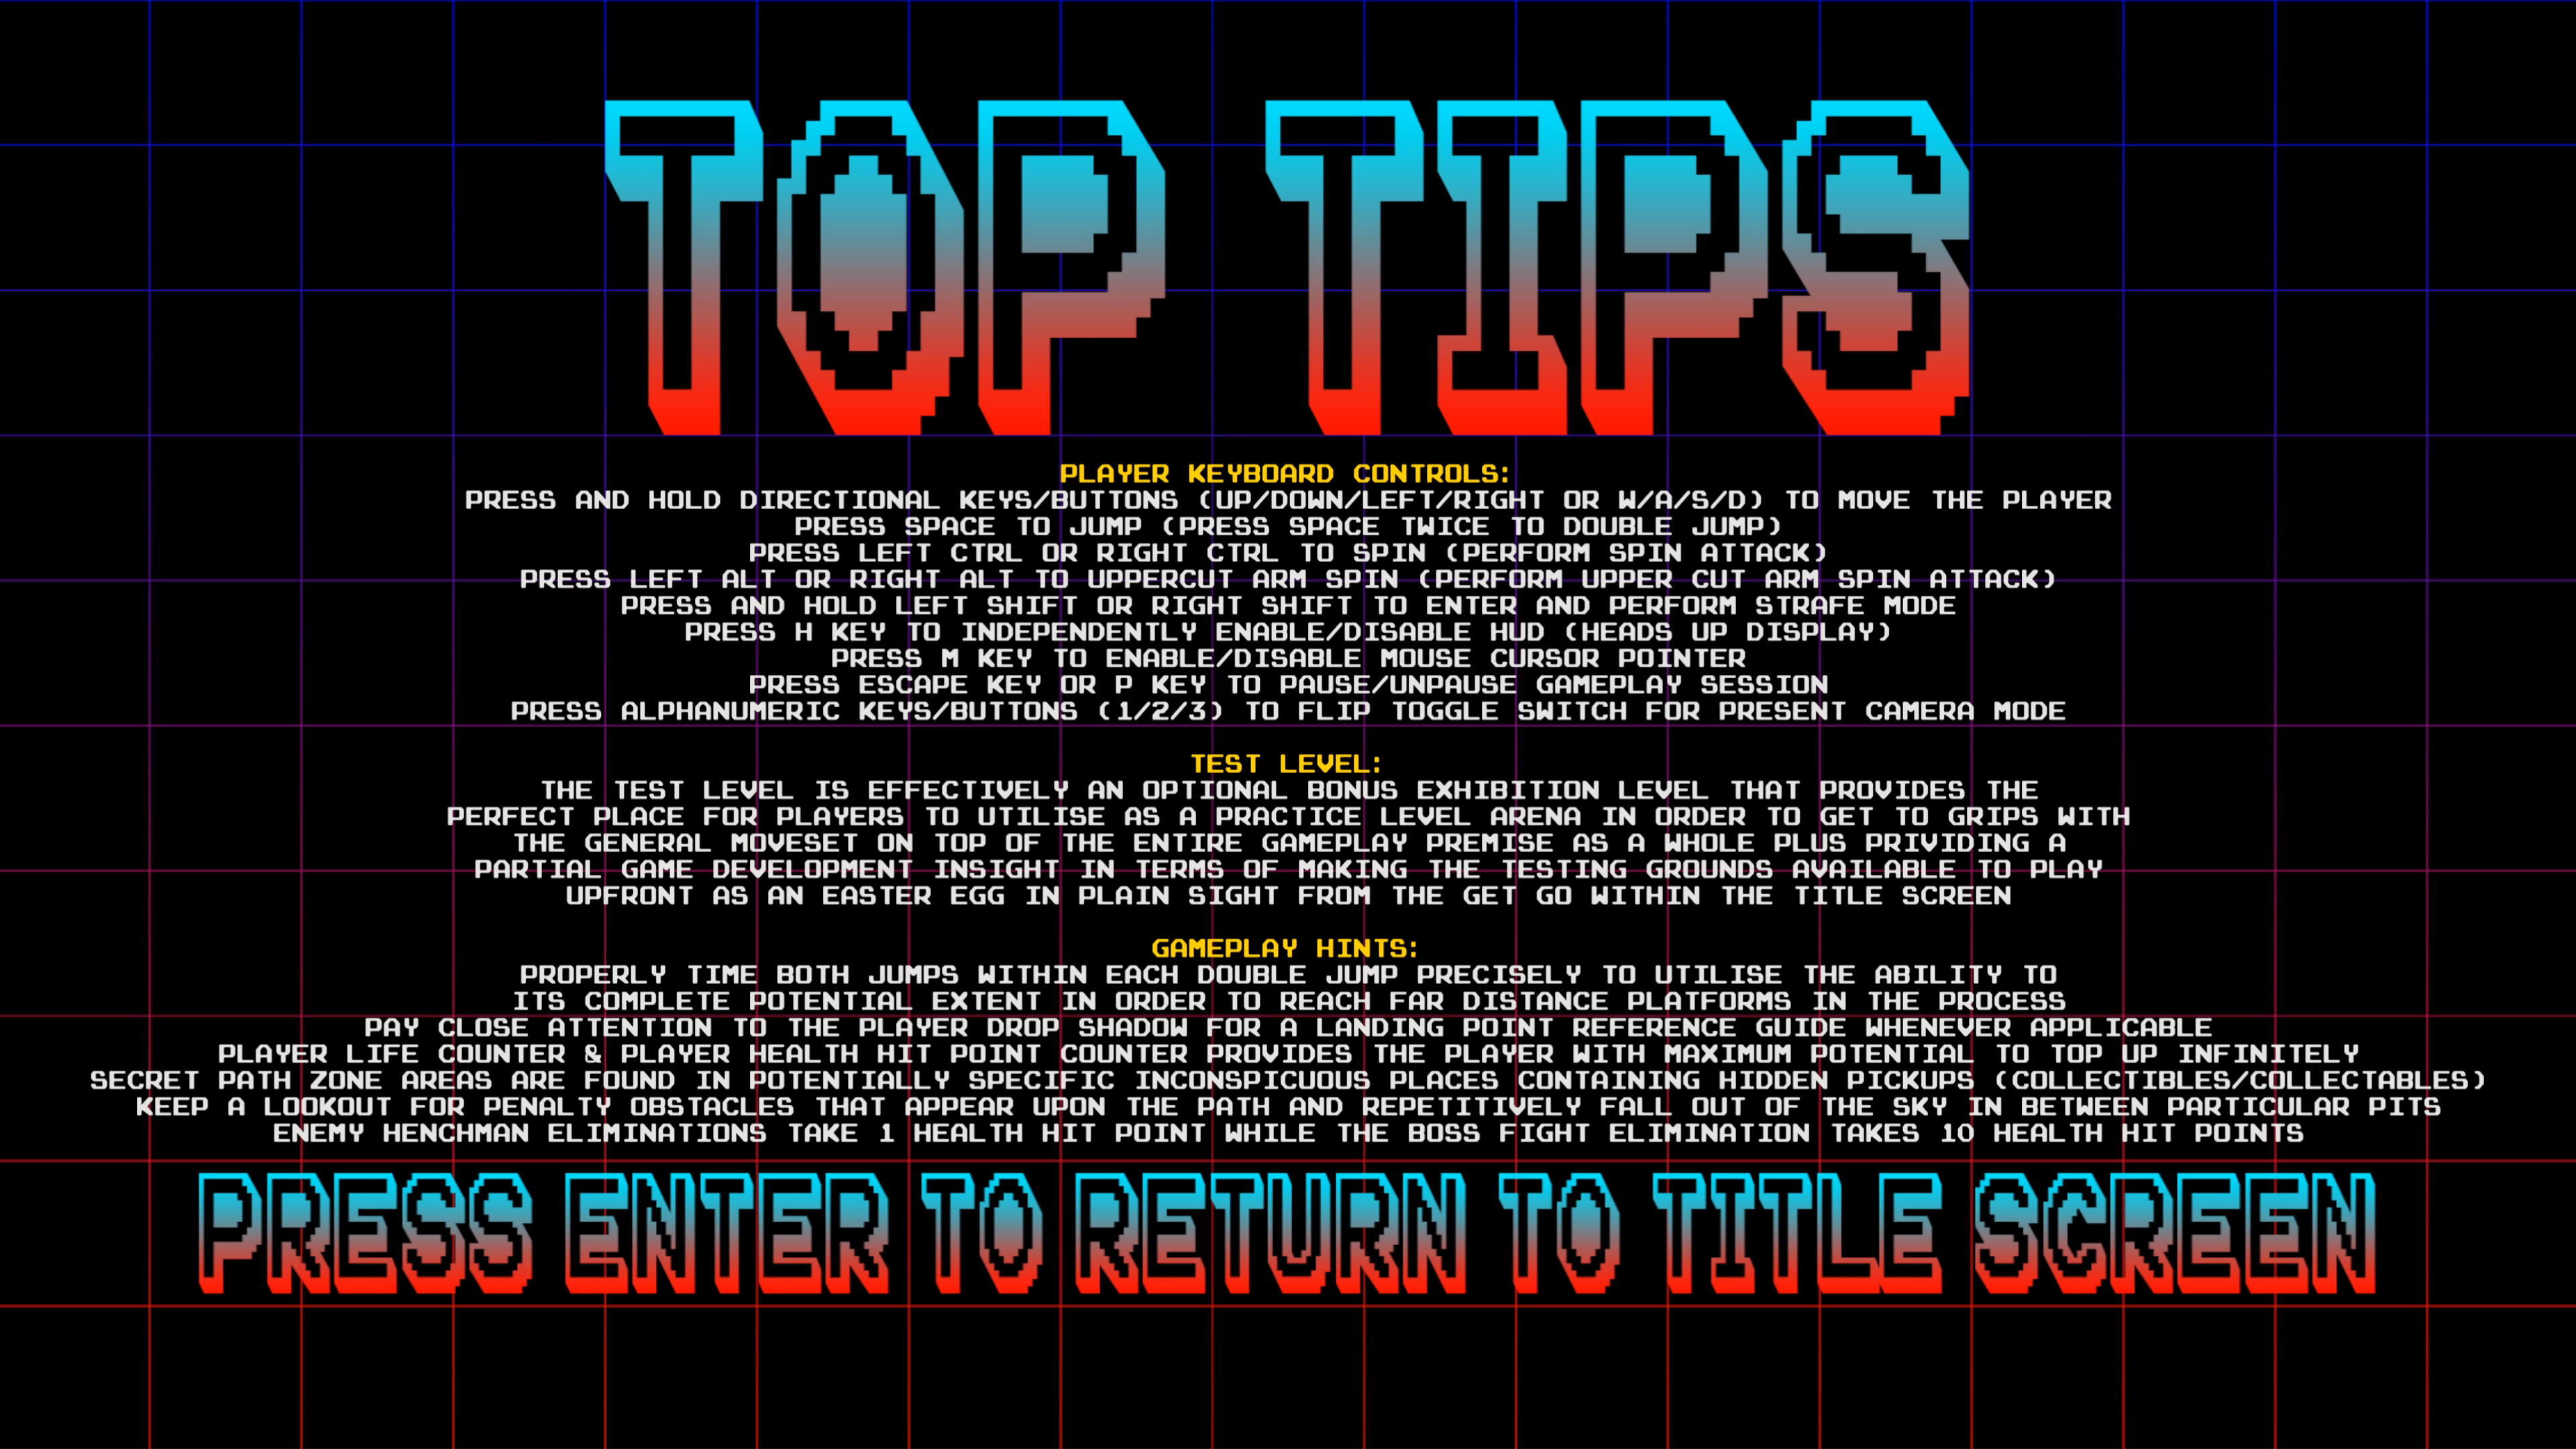 TOP TIPS
PLAYER KEYBOARD CONTROLS:
PRESS AND HOLD DIRECTIONAL KEYS/BUTTONS (UP/DOWN/LEFT/RIGHT OR W/A/S/D) TO MOVE THE PLAYER
PRESS SPACE TO JUMP (PRESS SPACE TWICE TO DOUBLE JUMP)
PRESS LEFT CTRL OR RIGHT CTRL TO SPIN (PERFORM SPIN ATTACK)
PRESS LEFT ALT OR RIGHT ALT TO UPPERCUT ARM SPIN (PERFORM UPPER CUT ARM SPIN ATTACK)
PRESS AND HOLD LEFT SHIFT OR RIGHT SHIFT TO ENTER AND PERFORM STRAFE MODE
PRESS H KEY TO INDEPENDENTLY ENABLE/DISABLE HUD (HEADS UP DISPLAY)
PRESS M KEY TO ENABLE/DISABLE MOUSE CURSOR POINTER
PRESS ESCAPE KEY OR P KEY TO PAUSE/UNPAUSE GAMEPLAY SESSION
PRESS ALPHANUMERIC KEYS/BUTTONS (1/2/3) TO FLIP TOGGLE SWITCH FOR PRESENT CAMERA MODE
TEST LEVEL:
THE TEST LEVEL IS EFFECTIVELY AN OPTIONAL BONUS EXHIBITION LEVEL THAT PROVIDES THE
PERFECT PLACE FOR PLAYERS TO UTILISE AS A PRACTICE LEVEL ARENA IN ORDER TO GET TO GRIPS WITH
THE GENERAL MOVESET ON TOP OF THE ENTIRE GAMEPLAY PREMISE AS A WHOLE PLUS PRIVIDING A
PARTIAL GAME DEVELOPMENT INSIGHT IN TERMS OF MAKING THE TESTING GROUNDS AVAILABLE TO PLAY
UPFRONT AS AN EASTER EGG IN PLAIN SIGHT FROM THE GET GO WITHIN THE TITLE SCREEN
GAMEPLAY HINTS:
PROPERLY TIME BOTH JUMPS WITHIN EACH DOUBLE JUMP PRECISELY TO UTILISE THE ABILITY TO
ITS COMPLETE POTENTIAL EXTENT IN ORDER TO REACH FAR DISTANCE PLATFORMS IN THE PROCESS
PAY CLOSE ATTENTION TO THE PLAYER DROP SHADOW FOR A LANDING POINT REFERENCE GUIDE WHENEVER APPLICABLE
PLAYER LIFE COUNTER & PLAYER HEALTH HIT POINT COUNTER PROVIDES THE PLAYER WITH MAXIMUM POTENTIAL TO TOP UP INFINITELY
SECRET PATH ZONE AREAS ARE FOUND IN POTENTIALLY SPECIFIC INCONSPICUOUS PLACES CONTAINING HIDDEN PICKUPS (COLLECTIBLES/COLLECTABLES)
KEEP A LOOKOUT FOR PENALTY OBSTACLES THAT APPEAR UPON THE PATH AND REPETITIVELY FALL OUT OF THE SKY IN BETWEEN PARTICULAR PITS
ENEMY HENCHMAN ELIMINATIONS TAKE 1 HEALTH HIT POINT WHILE THE BOSS FIGHT ELIMINATION TAKES 10 HEALTH HIT POINTS
PRESS ENTER TO RETURN TO TITLE SCREEN